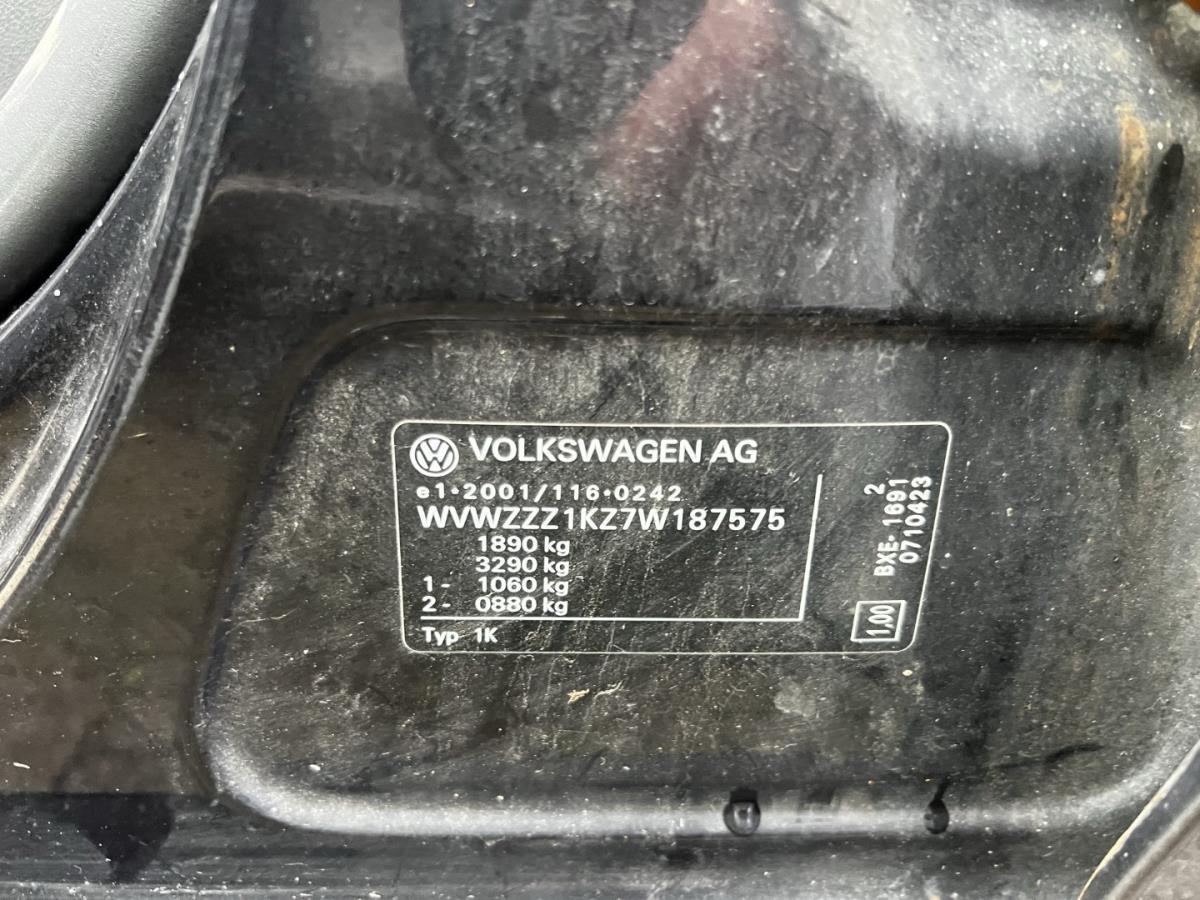 VOLKSWAGEN AG
e1*2001/116*0242
WVWZZZ1KZ7W187575
1890 kg
3290 kg
1- 1060 kg
2- 0880 kg
Typ 1K
2
BXE-1691
0710423
1,00